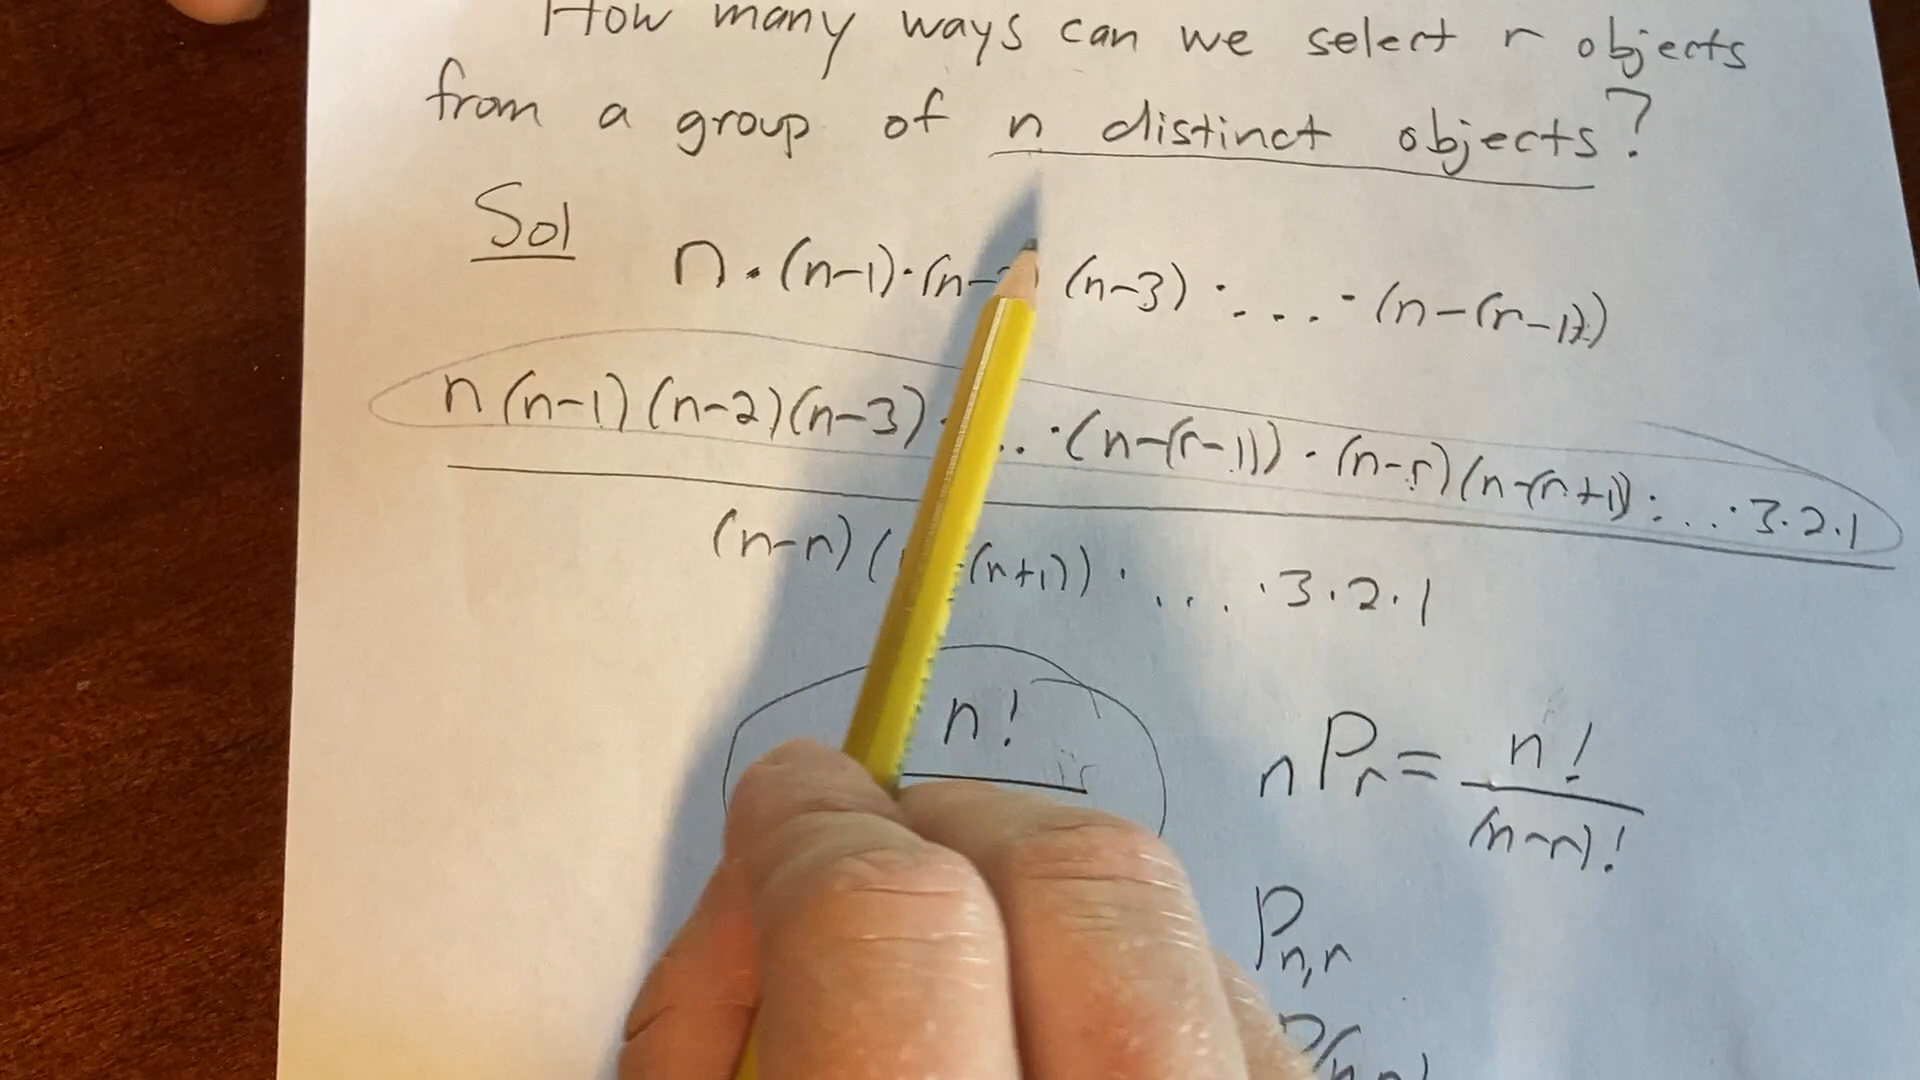 How many ways can we select r objects
from a group of n distinct objects?
Sol n · (n-1) · (n- (n-3) · ... · (n-(r-1))
n(n-1)(n-2)(n-3) ... · (n-(r-1)) · (n-r)(n-(r+1)) · ... · 3.2.1
(n-r) ( (r+1)) · ... · 3.2.1
n!
nPr = n! / (n-r)!
Pn,r